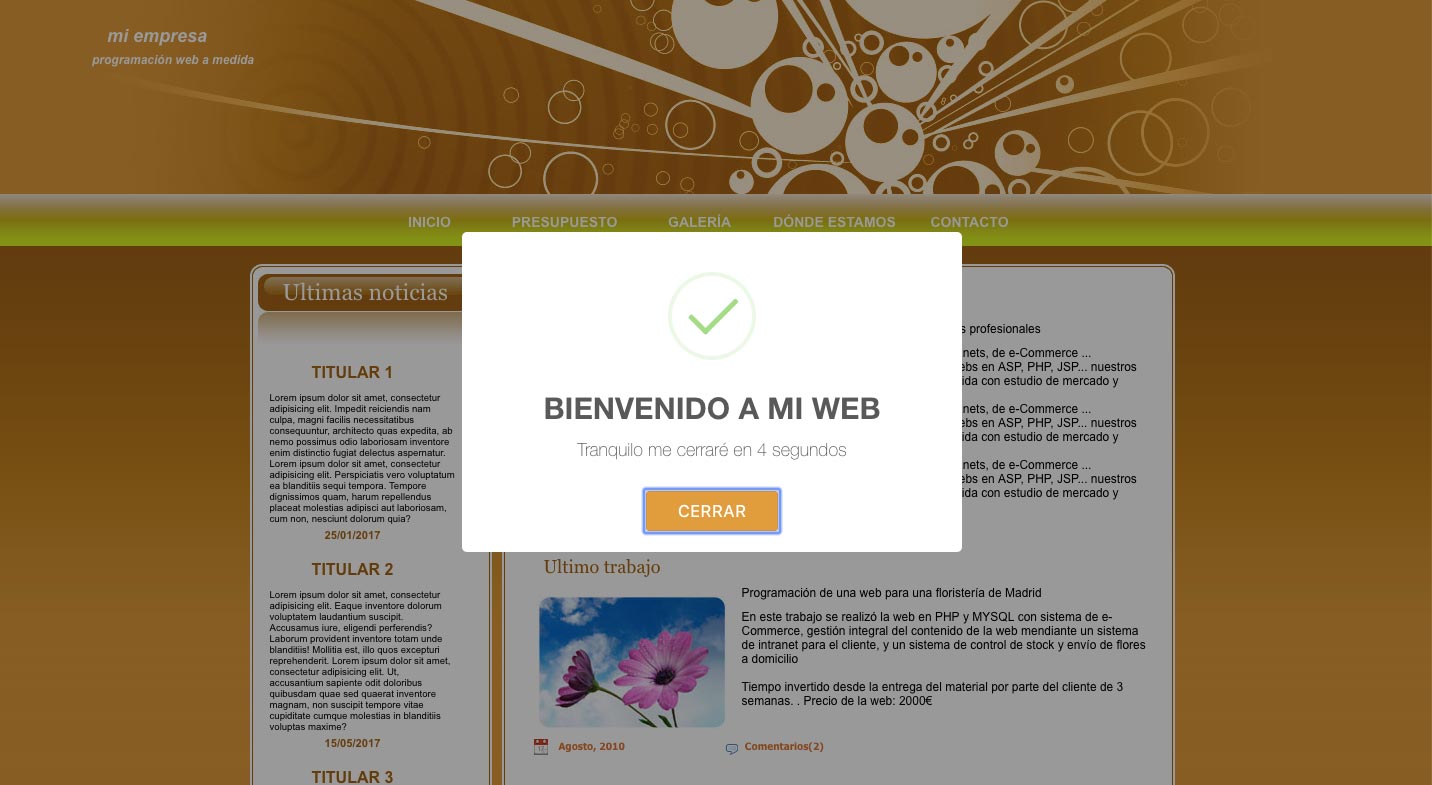 mi empresa
programación web a medida
INICIO PRESUPUESTO GALERÍA DÓNDE ESTAMOS CONTACTO
Ultimas noticias
TITULAR 1
Lorem ipsum dolor sit amet, consectetur
adipisicing elit. Impedit reiciendis nam
culpa, magni facilis necessitatibus
consequuntur, architecto quas expedita, ab
nemo possimus odio laboriosam inventore
enim distinctio fugiat delectus aspernatur.
Lorem ipsum dolor sit amet, consectetur
adipisicing elit. Perspiciatis vero voluptatum
ea blanditiis sequi tempora. Tempore
dignissimos quam, harum repellendus
placeat molestias adipisci aut laboriosam,
cum non, nesciunt dolorum quia?
25/01/2017
TITULAR 2
Lorem ipsum dolor sit amet, consectetur
adipisicing elit. Eaque inventore dolorum
voluptatem laudantium suscipit.
Accusamus iure, eligendi perferendis?
Laborum provident inventore totam unde
blanditiis! Mollitia est, illo quos excepturi
reprehenderit. Lorem ipsum dolor sit amet,
consectetur adipisicing elit. Ut,
accusantium sapiente odit doloribus
quibusdam quae sed quaerat inventore
magnam, non suscipit tempore vitae
cupiditate cumque molestias in blanditiis
voluptas maxime?
15/05/2017
TITULAR 3
BIENVENIDO A MI WEB
Tranquilo me cerraré en 4 segundos
CERRAR
s profesionales
nets, de e-Commerce ...
ebs en ASP, PHP, JSP... nuestros
ida con estudio de mercado y
nets, de e-Commerce ...
ebs en ASP, PHP, JSP... nuestros
ida con estudio de mercado y
nets, de e-Commerce ...
ebs en ASP, PHP, JSP... nuestros
ida con estudio de mercado y
Ultimo trabajo
Programación de una web para una floristería de Madrid
En este trabajo se realizó la web en PHP y MYSQL con sistema de e-
Commerce, gestión integral del contenido de la web mendiante un sistema
de intranet para el cliente, y un sistema de control de stock y envío de flores
a domicilio
Tiempo invertido desde la entrega del material por parte del cliente de 3
semanas. . Precio de la web: 2000€
Agosto, 2010 Comentarios(2)